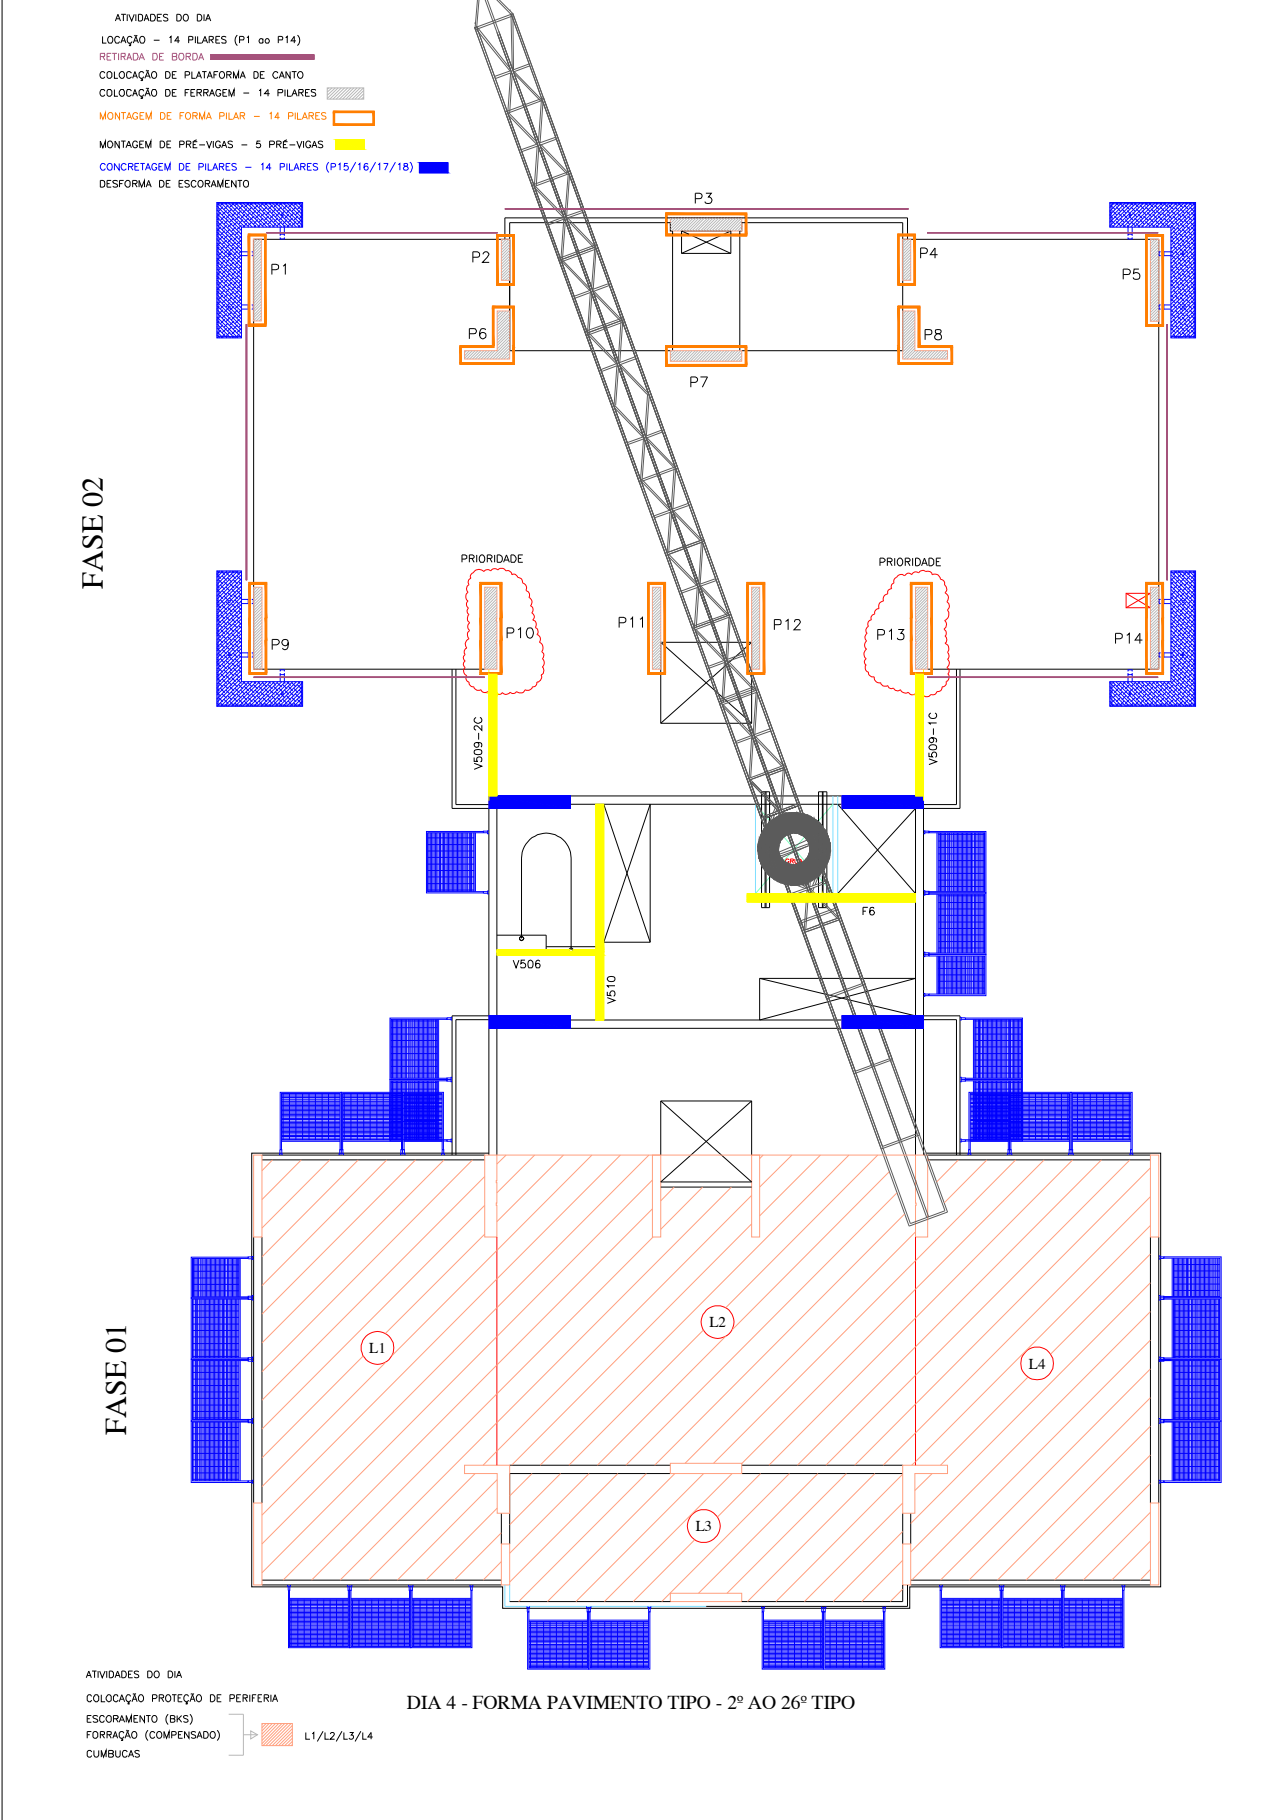 ATIVIDADES DO DIA
LOCAÇÃO - 14 PILARES (P1 ao P14)
RETIRADA DE BORDA
COLOCAÇÃO DE PLATAFORMA DE CANTO
COLOCAÇÃO DE FERRAGEM - 14 PILARES
MONTAGEM DE FORMA PILAR - 14 PILARES
MONTAGEM DE PRÉ-VIGAS - 5 PRÉ-VIGAS
CONCRETAGEM DE PILARES - 14 PILARES (P15/16/17/18)
DESFORMA DE ESCORAMENTO
P3
P1
P2
P4
P5
P6
P8
P7
FASE 02
PRIORIDADE
PRIORIDADE
P9
P10
P11
P12
P13
P14
V509-2C
V509-1C
F6
V506
V510
FASE 01
L1
L2
L4
L3
ATIVIDADES DO DIA
COLOCAÇÃO PROTEÇÃO DE PERIFERIA
ESCORAMENTO (BKS)
FORRAÇÃO (COMPENSADO)
CUMBUCAS
L1/L2/L3/L4
DIA 4 - FORMA PAVIMENTO TIPO - 2º AO 26º TIPO